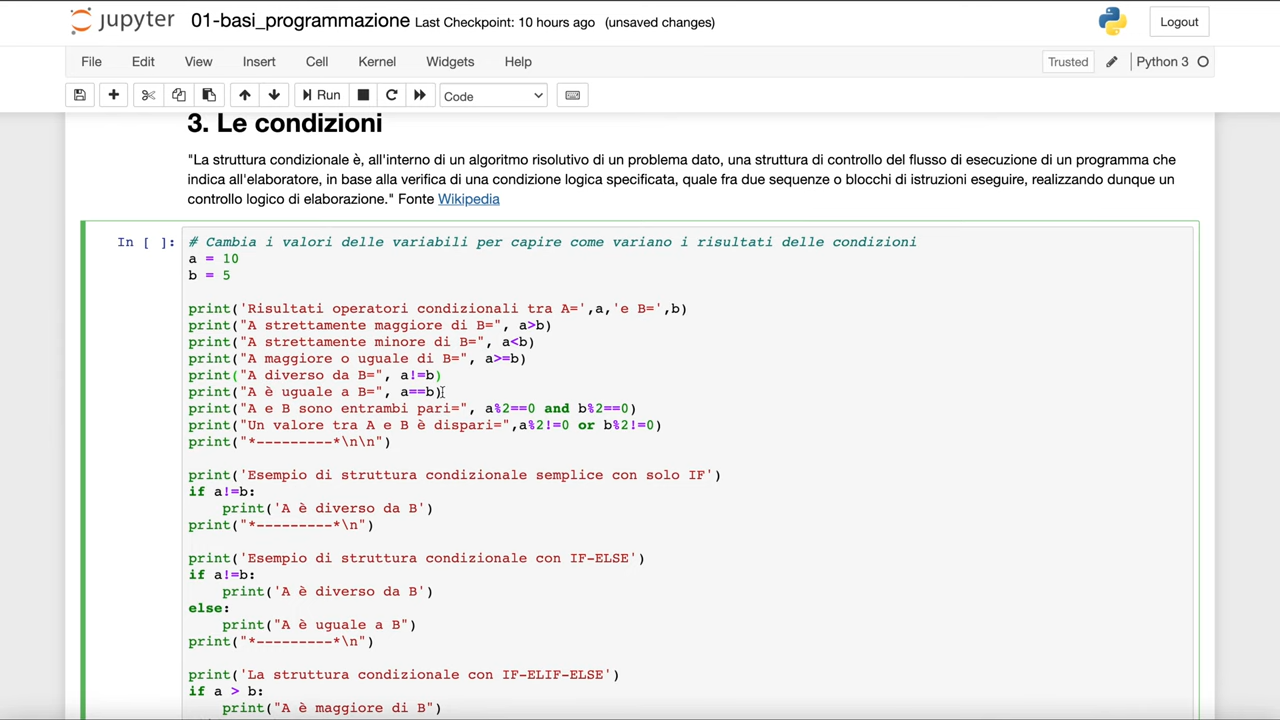 jupyter 01-basi_programmazione Last Checkpoint: 10 hours ago (unsaved changes) Logout
File Edit View Insert Cell Kernel Widgets Help Trusted Python 3
Run Code
3. Le condizioni
"La struttura condizionale è, all'interno di un algoritmo risolutivo di un problema dato, una struttura di controllo del flusso di esecuzione di un programma che
indica all'elaboratore, in base alla verifica di una condizione logica specificata, quale fra due sequenze o blocchi di istruzioni eseguire, realizzando dunque un
controllo logico di elaborazione." Fonte Wikipedia
In [ ]: # Cambia i valori delle variabili per capire come variano i risultati delle condizioni
a = 10
b = 5
print('Risultati operatori condizionali tra A=',a,'e B=',b)
print("A strettamente maggiore di B=", a>b)
print("A strettamente minore di B=", a<b)
print("A maggiore o uguale di B=", a>=b)
print("A diverso da B=", a!=b)
print("A è uguale a B=", a==b)
print("A e B sono entrambi pari=", a%2==0 and b%2==0)
print("Un valore tra A e B è dispari=",a%2!=0 or b%2!=0)
print("*---------*\n\n")
print('Esempio di struttura condizionale semplice con solo IF')
if a!=b:
    print('A è diverso da B')
print("*---------*\n")
print('Esempio di struttura condizionale con IF-ELSE')
if a!=b:
    print('A è diverso da B')
else:
    print("A è uguale a B")
print("*---------*\n")
print('La struttura condizionale con IF-ELIF-ELSE')
if a > b:
    print("A è maggiore di B")